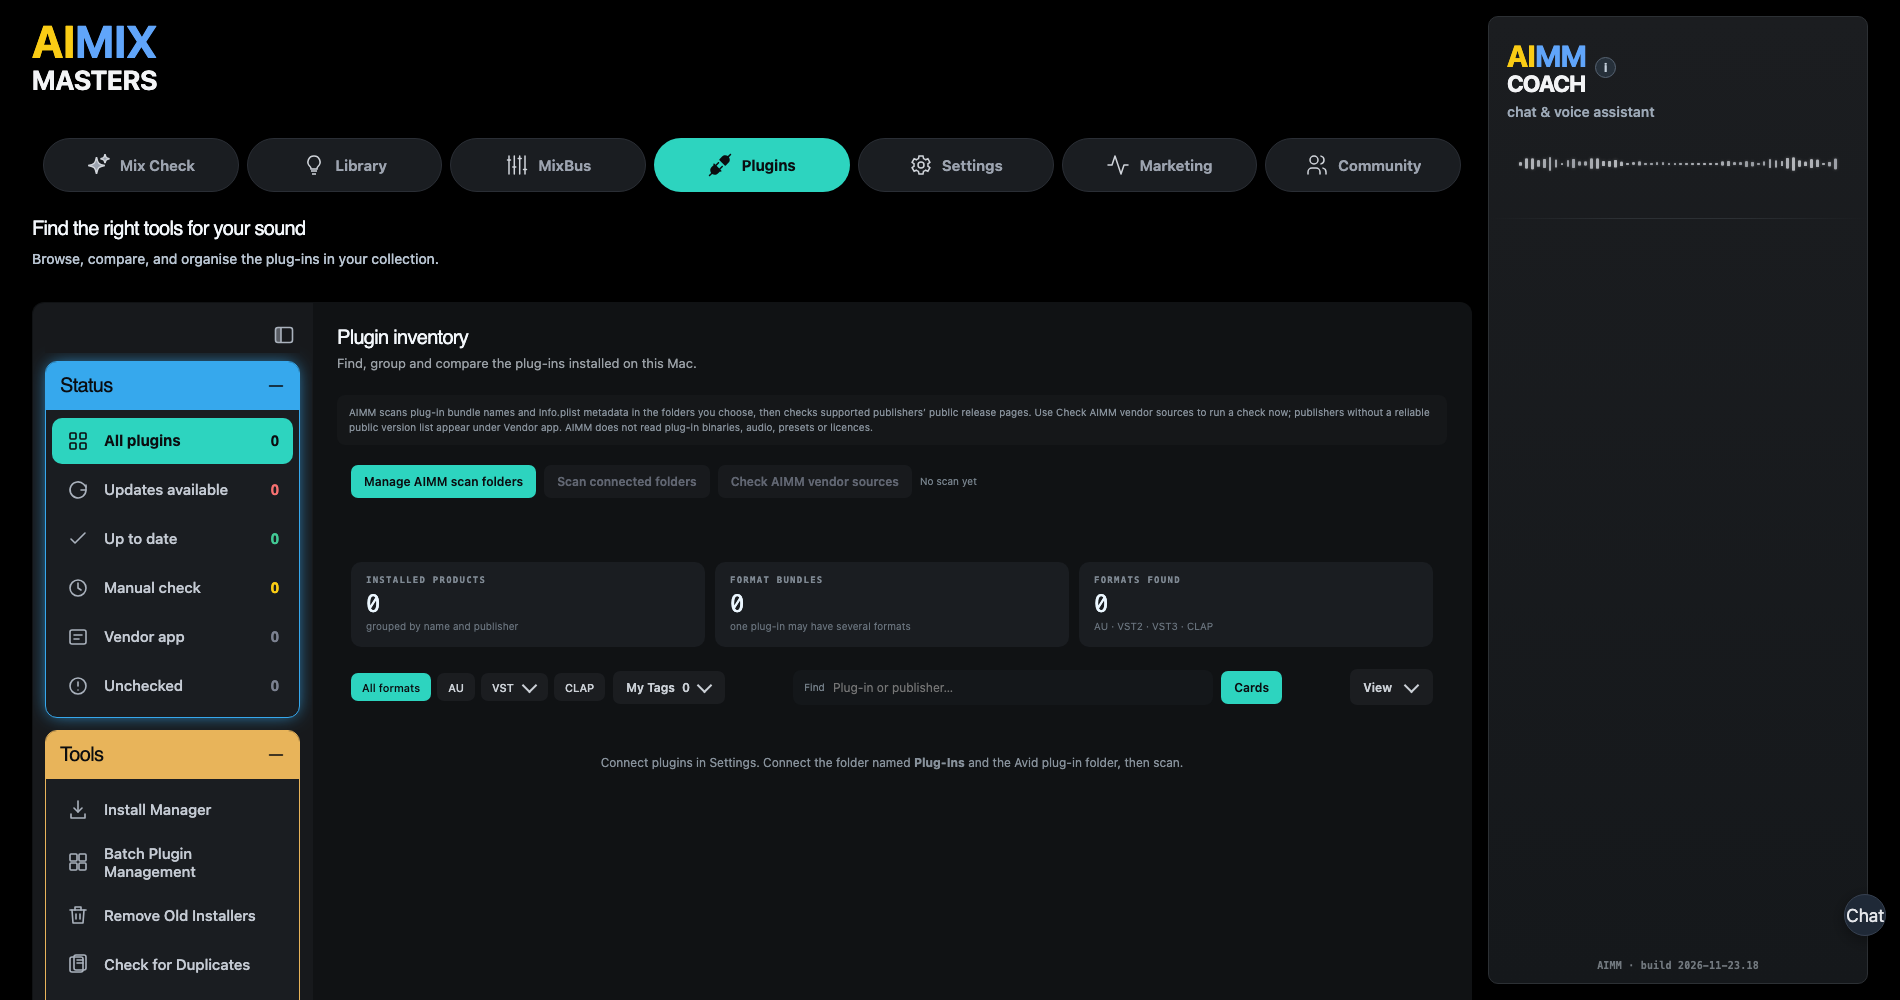 AIMIX
MASTERS
Mix Check
Library
MixBus
Plugins
Settings
Marketing
Community
Find the right tools for your sound
Browse, compare, and organise the plug-ins in your collection.
Status
All plugins 0
Updates available 0
Up to date 0
Manual check 0
Vendor app 0
Unchecked 0
Tools
Install Manager
Batch Plugin
Management
Remove Old Installers
Check for Duplicates
Plugin inventory
Find, group and compare the plug-ins installed on this Mac.
AIMM scans plug-in bundle names and Info.plist metadata in the folders you choose, then checks supported publishers' public release pages. Use Check AIMM vendor sources to run a check now; publishers without a reliable
public version list appear under Vendor app. AIMM does not read plug-in binaries, audio, presets or licences.
Manage AIMM scan folders
Scan connected folders
Check AIMM vendor sources
No scan yet
INSTALLED PRODUCTS
0
grouped by name and publisher
FORMAT BUNDLES
0
one plug-in may have several formats
FORMATS FOUND
0
AU · VST2 · VST3 · CLAP
All formats
AU
VST
CLAP
My Tags 0
Find Plug-in or publisher...
Cards
View
Connect plugins in Settings. Connect the folder named Plug-Ins and the Avid plug-in folder, then scan.
AIMM
COACH
i
chat & voice assistant
Chat
AIMM · build 2026-11-23.18